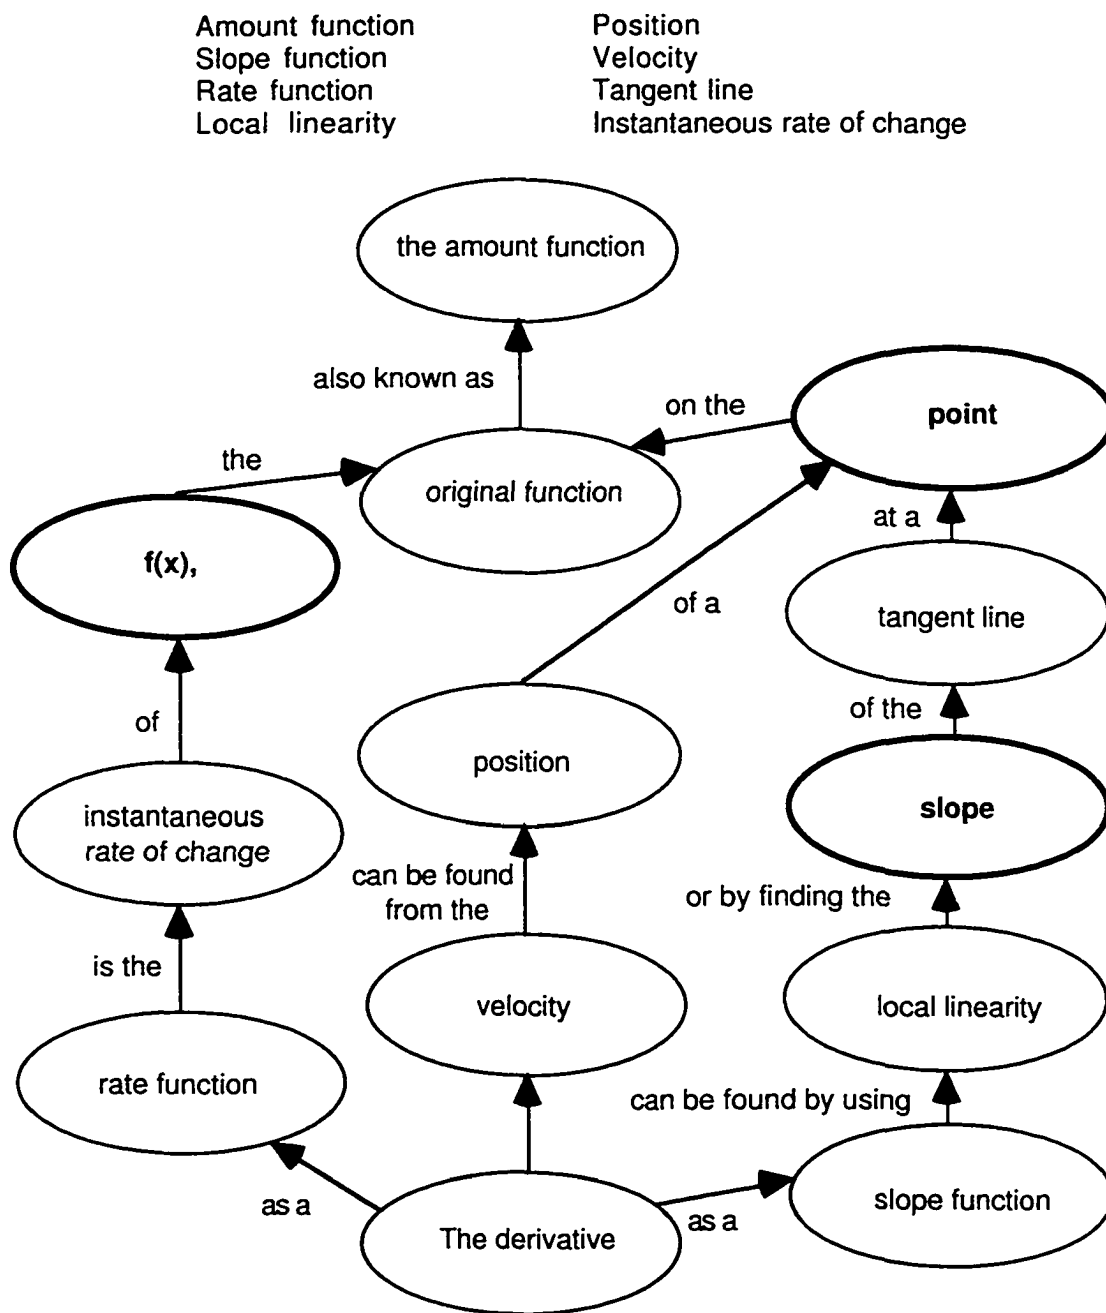 Amount function
Slope function
Rate function
Local linearity
Position
Velocity
Tangent line
Instantaneous rate of change
the amount function
also known as
on the
point
the
original function
at a
f(x),
of a
tangent line
of
of the
position
slope
instantaneous
rate of change
can be found
from the
or by finding the
is the
velocity
local linearity
rate function
can be found by using
as a
The derivative
as a
slope function